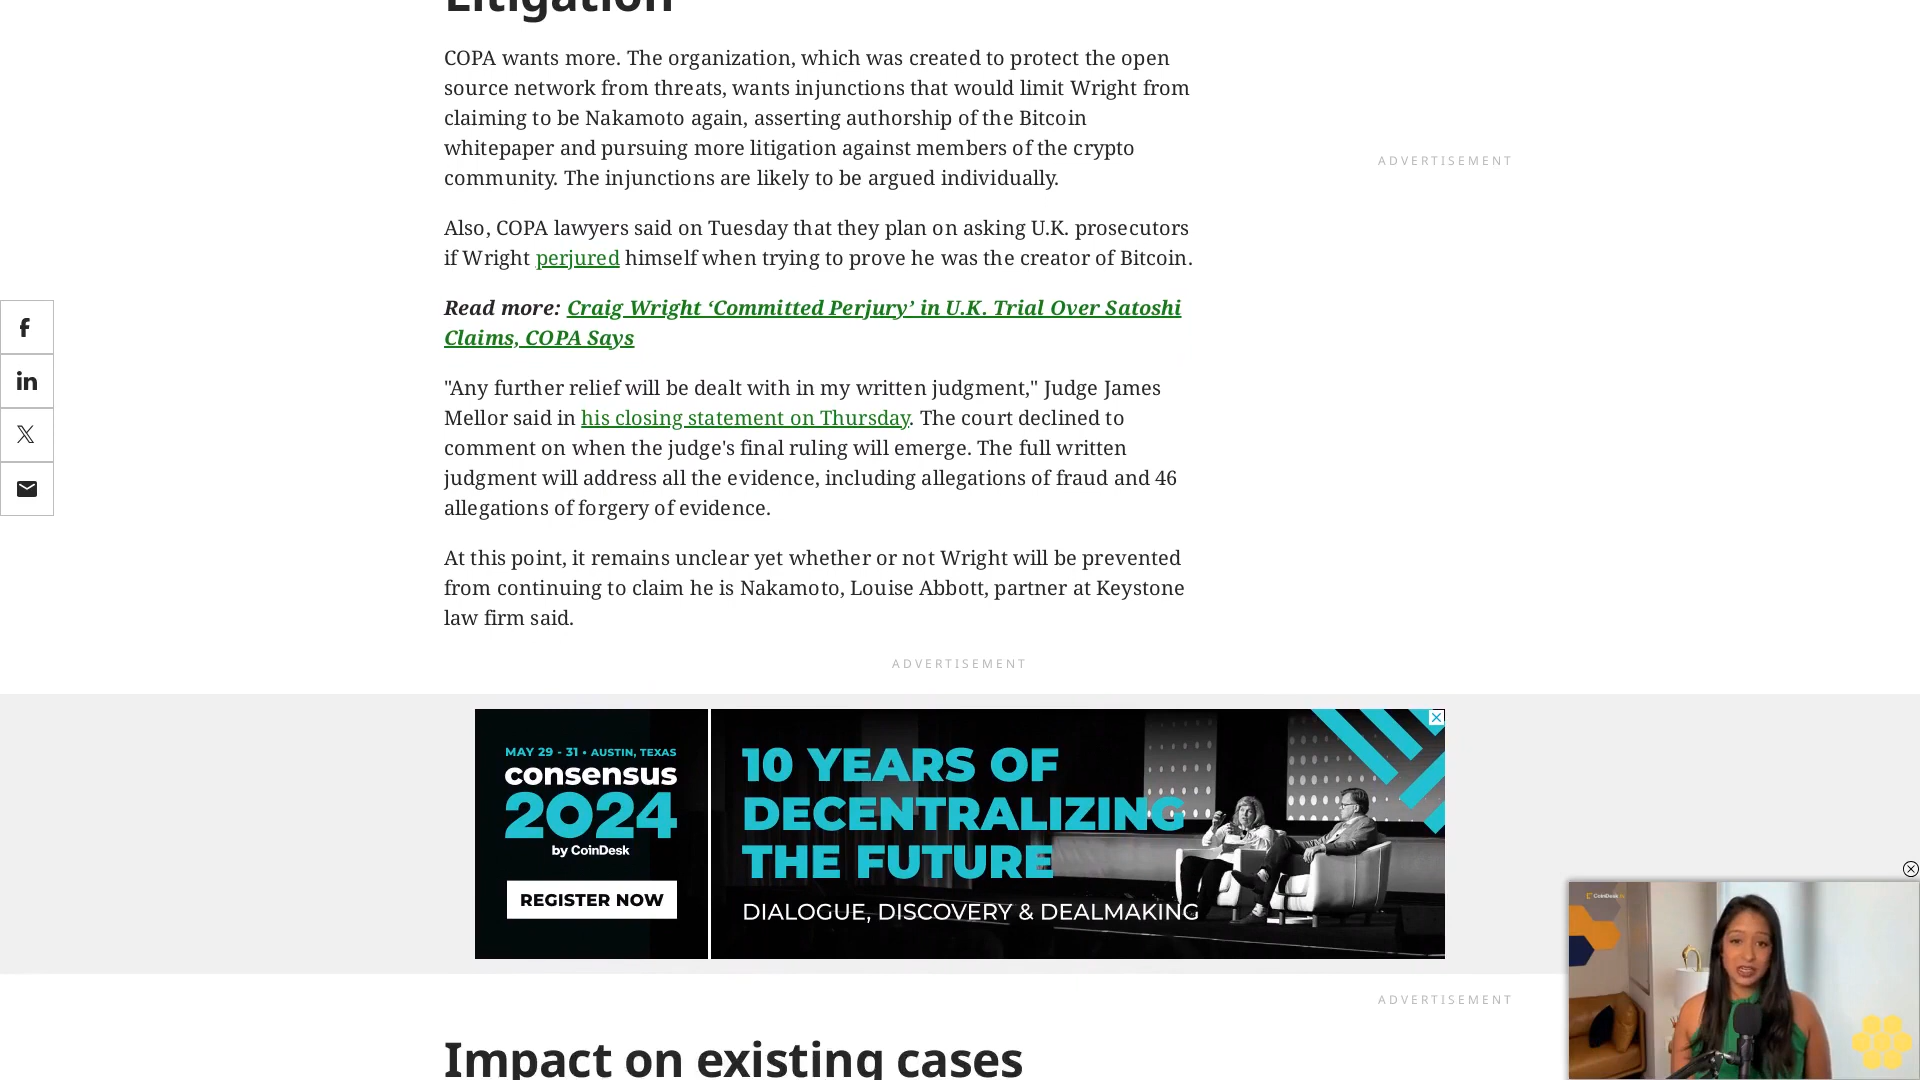 Litigation
COPA wants more. The organization, which was created to protect the open
source network from threats, wants injunctions that would limit Wright from
claiming to be Nakamoto again, asserting authorship of the Bitcoin
whitepaper and pursuing more litigation against members of the crypto
community. The injunctions are likely to be argued individually.
ADVERTISEMENT
Also, COPA lawyers said on Tuesday that they plan on asking U.K. prosecutors
if Wright perjured himself when trying to prove he was the creator of Bitcoin.
Read more: Craig Wright ‘Committed Perjury’ in U.K. Trial Over Satoshi
Claims, COPA Says
"Any further relief will be dealt with in my written judgment," Judge James
Mellor said in his closing statement on Thursday. The court declined to
comment on when the judge's final ruling will emerge. The full written
judgment will address all the evidence, including allegations of fraud and 46
allegations of forgery of evidence.
At this point, it remains unclear yet whether or not Wright will be prevented
from continuing to claim he is Nakamoto, Louise Abbott, partner at Keystone
law firm said.
ADVERTISEMENT
MAY 29 - 31 • AUSTIN, TEXAS
consensus
2024
by CoinDesk
REGISTER NOW
10 YEARS OF
DECENTRALIZING
THE FUTURE
DIALOGUE, DISCOVERY & DEALMAKING
CoinDesk
ADVERTISEMENT
Impact on existing cases